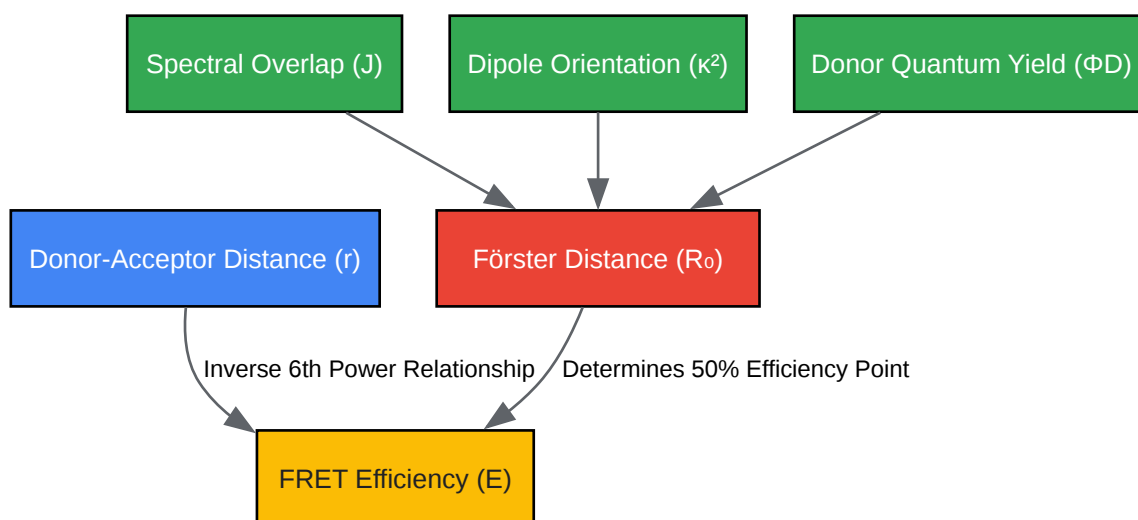 Spectral Overlap (J)
Dipole Orientation (κ²)
Donor Quantum Yield (ΦD)
Donor-Acceptor Distance (r)
Förster Distance (R₀)
Inverse 6th Power Relationship
Determines 50% Efficiency Point
FRET Efficiency (E)